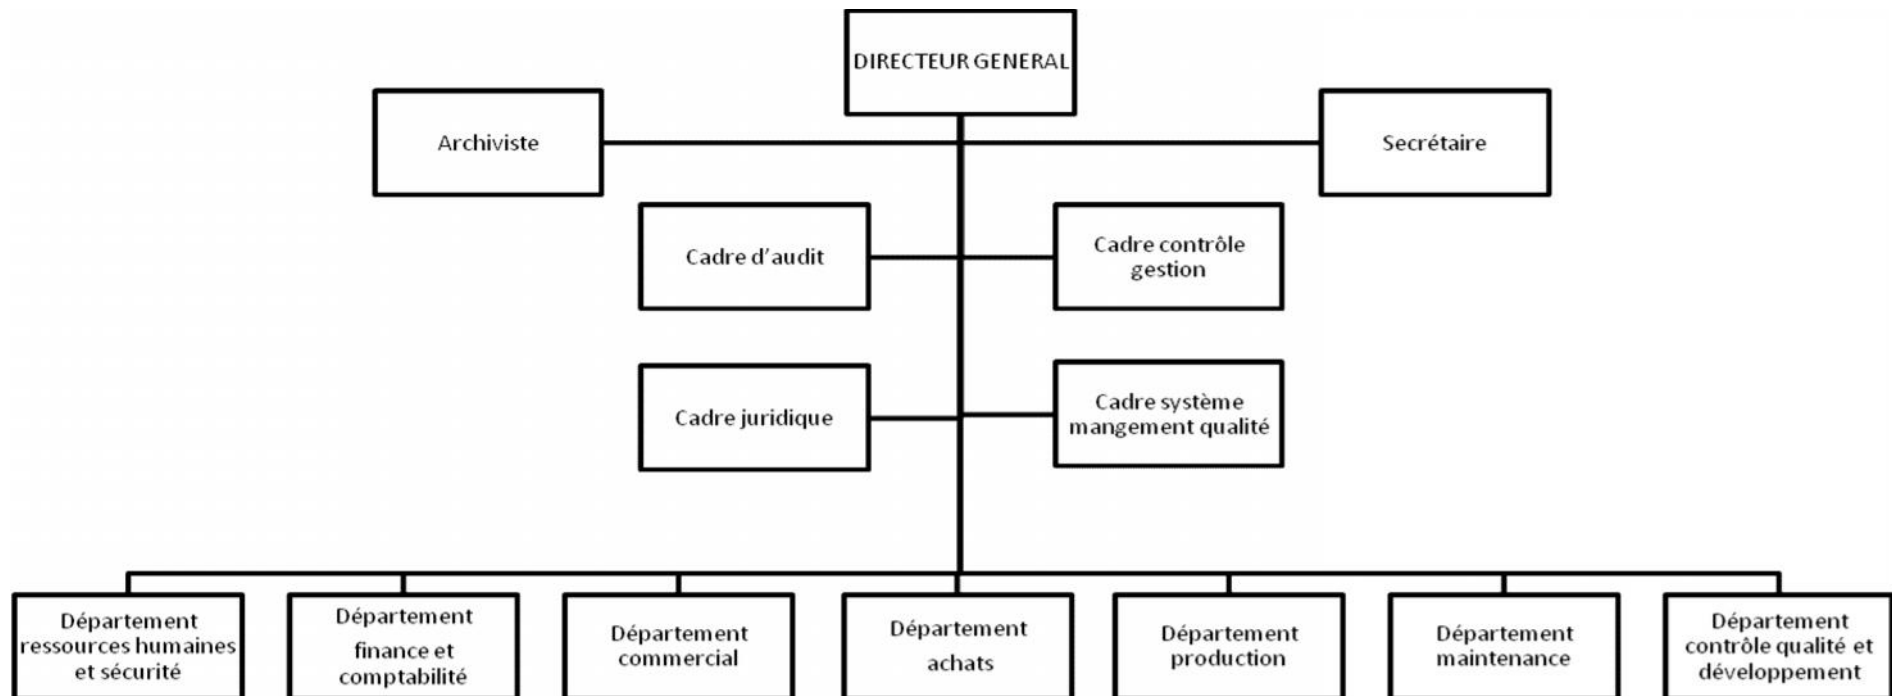 DIRECTEUR GENERAL
Archiviste
Secrétaire
Cadre d'audit
Cadre contrôle
gestion
Cadre juridique
Cadre système
mangement qualité
Département
ressources humaines
et sécurité
Département
finance et
comptabilité
Département
commercial
Département
achats
Département
production
Département
maintenance
Département
contrôle qualité et
développement